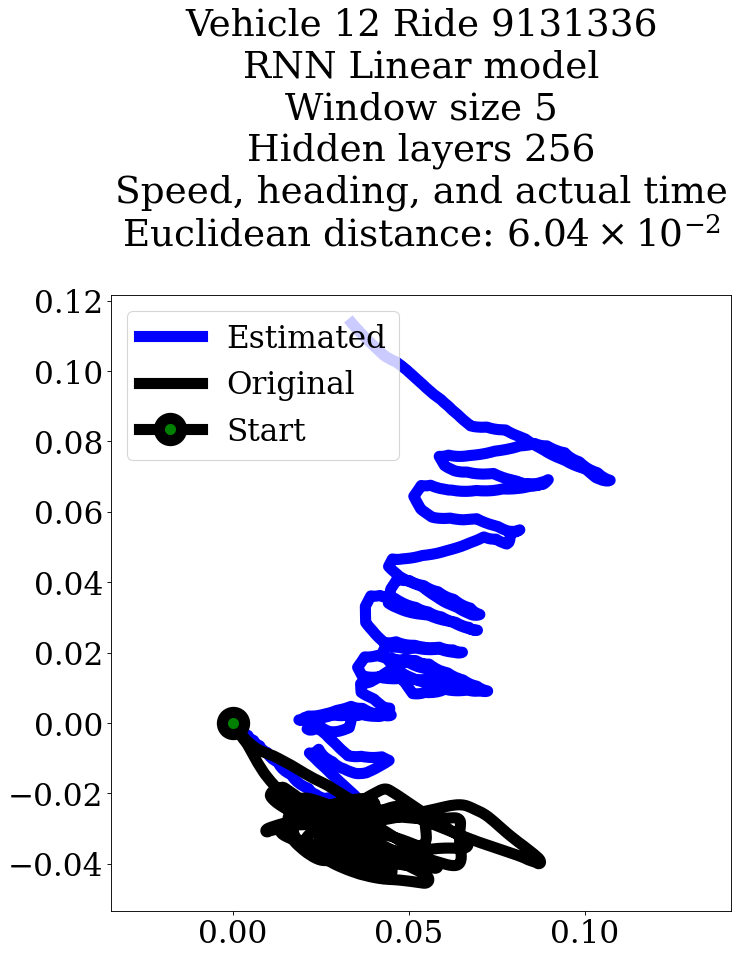 Vehicle 12 Ride 9131336
RNN Linear model
Window size 5
Hidden layers 256
Speed, heading, and actual time
Euclidean distance: 6.04 × 10⁻²
0.12
0.10
0.08
0.06
0.04
0.02
0.00
−0.02
−0.04
Estimated
Original
Start
0.00 0.05 0.10